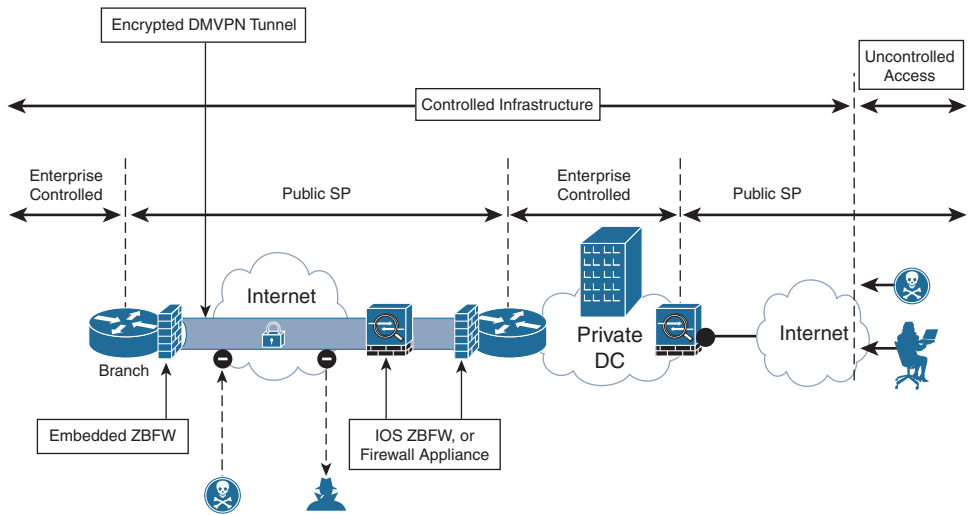 Encrypted DMVPN Tunnel
Uncontrolled
Access
Controlled Infrastructure
Enterprise
Controlled
Public SP
Enterprise
Controlled
Public SP
Internet
Private
DC
Internet
Branch
Embedded ZBFW
IOS ZBFW, or
Firewall Appliance